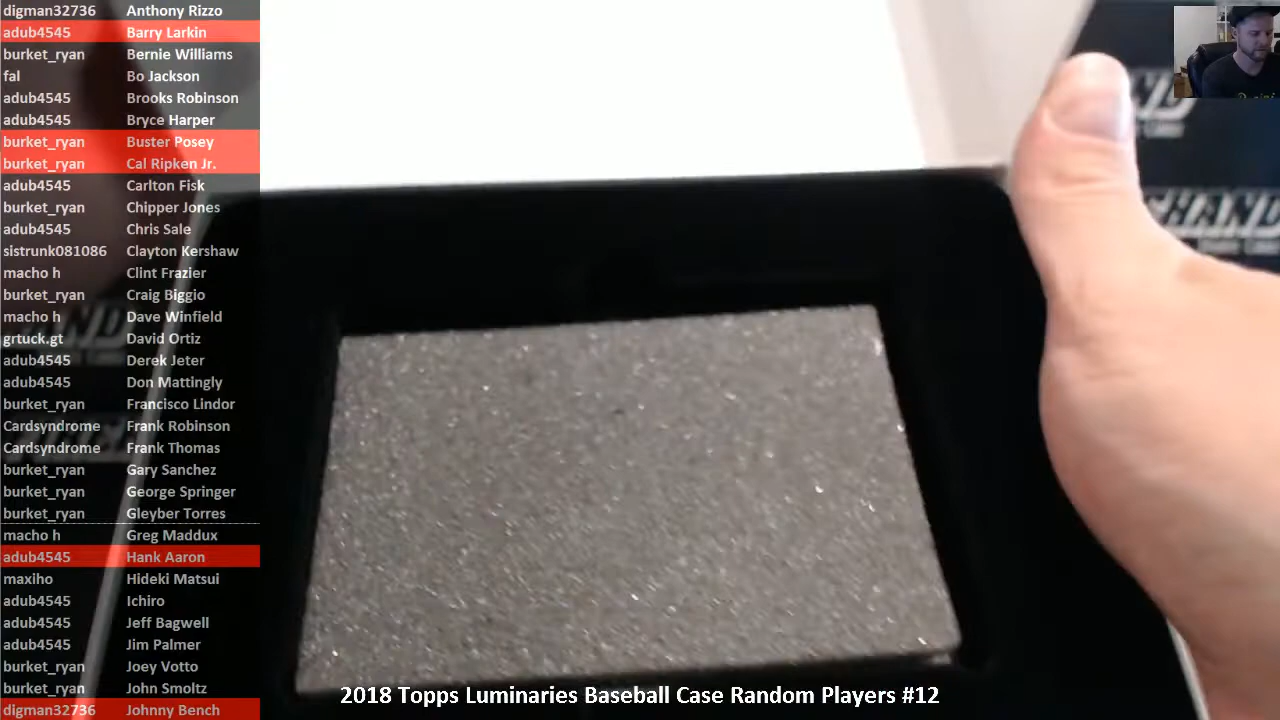 digman32736 Anthony Rizzo
adub4545 Barry Larkin
burket_ryan Bernie Williams
fal Bo Jackson
adub4545 Brooks Robinson
adub4545 Bryce Harper
burket_ryan Buster Posey
burket_ryan Cal Ripken Jr.
adub4545 Carlton Fisk
burket_ryan Chipper Jones
adub4545 Chris Sale
sistrunk081086 Clayton Kershaw
macho h Clint Frazier
burket_ryan Craig Biggio
macho h Dave Winfield
grtuck.gt David Ortiz
adub4545 Derek Jeter
adub4545 Don Mattingly
burket_ryan Francisco Lindor
Cardsyndrome Frank Robinson
Cardsyndrome Frank Thomas
burket_ryan Gary Sanchez
burket_ryan George Springer
burket_ryan Gleyber Torres
macho h Greg Maddux
adub4545 Hank Aaron
maxiho Hideki Matsui
adub4545 Ichiro
adub4545 Jeff Bagwell
adub4545 Jim Palmer
burket_ryan Joey Votto
burket_ryan John Smoltz
digman32736 Johnny Bench
2018 Topps Luminaries Baseball Case Random Players #12